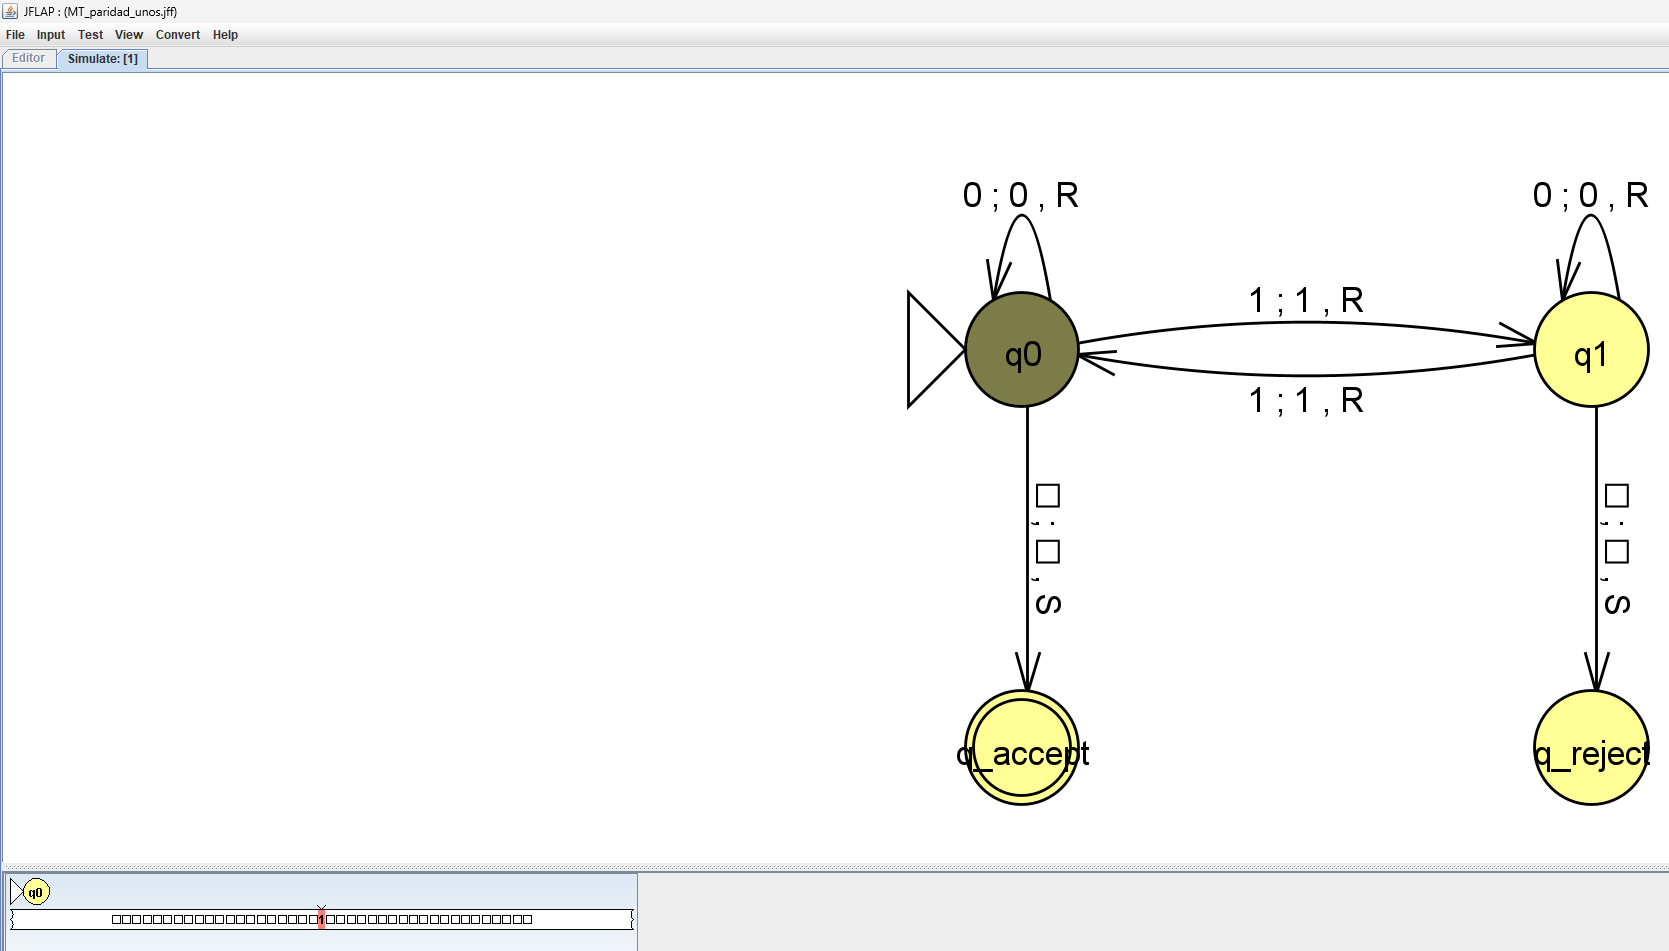 JFLAP : (MT_paridad_unos.jff)
File Input Test View Convert Help
Editor Simulate: [1]
0 ; 0 , R 0 ; 0 , R
1 ; 1 , R
q0 q1
1 ; 1 , R
□ ; □ , S □ ; □ , S
q_accept q_reject
q0
□□□□□□□□□□□□□□□□□□□□1□□□□□□□□□□□□□□□□□□□□